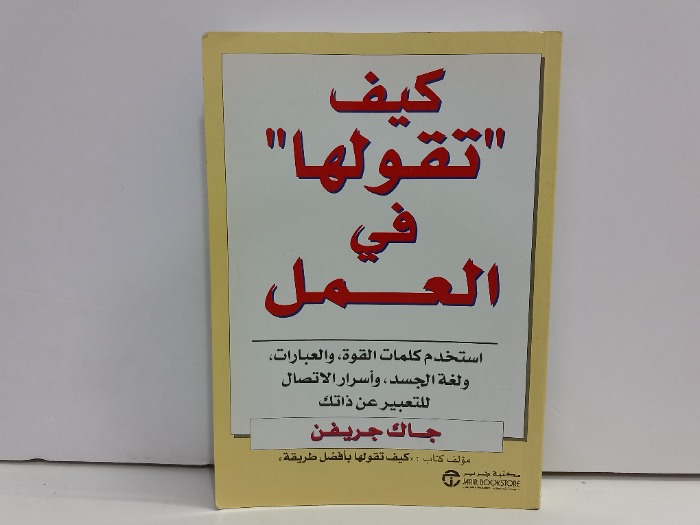 كيف
"تقولها"
في
العمل
استخدم كلمات القوة، والعبارات،
ولغة الجسد، وأسرار الاتصال
للتعبير عن ذاتك
جاك جريفن
مؤلف كتاب : «كيف تقولها بأفضل طريقة»
مكتبة جرير
JARIR BOOKSTORE